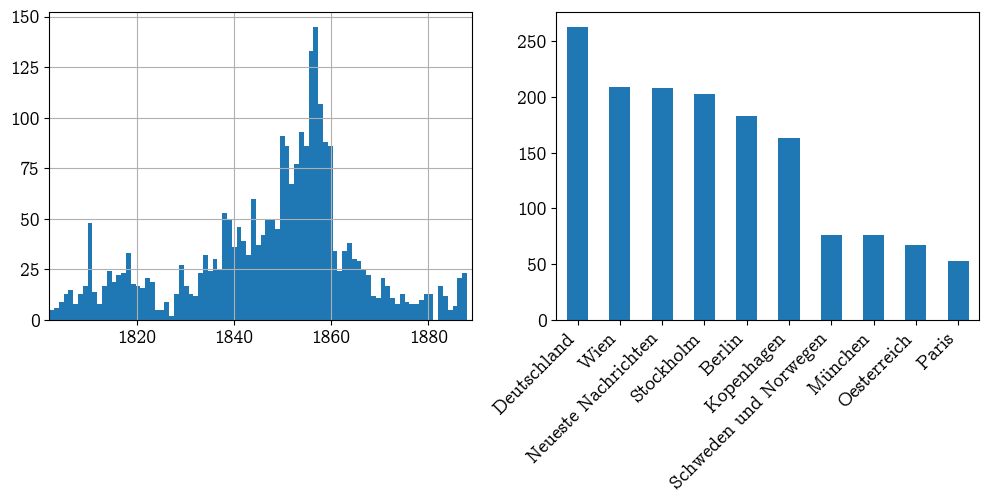 150
125
100
75
50
25
0
1820 1840 1860 1880
250
200
150
100
50
0
Deutschland
Wien
Neueste Nachrichten
Stockholm
Berlin
Kopenhagen
Schweden und Norwegen
München
Oesterreich
Paris